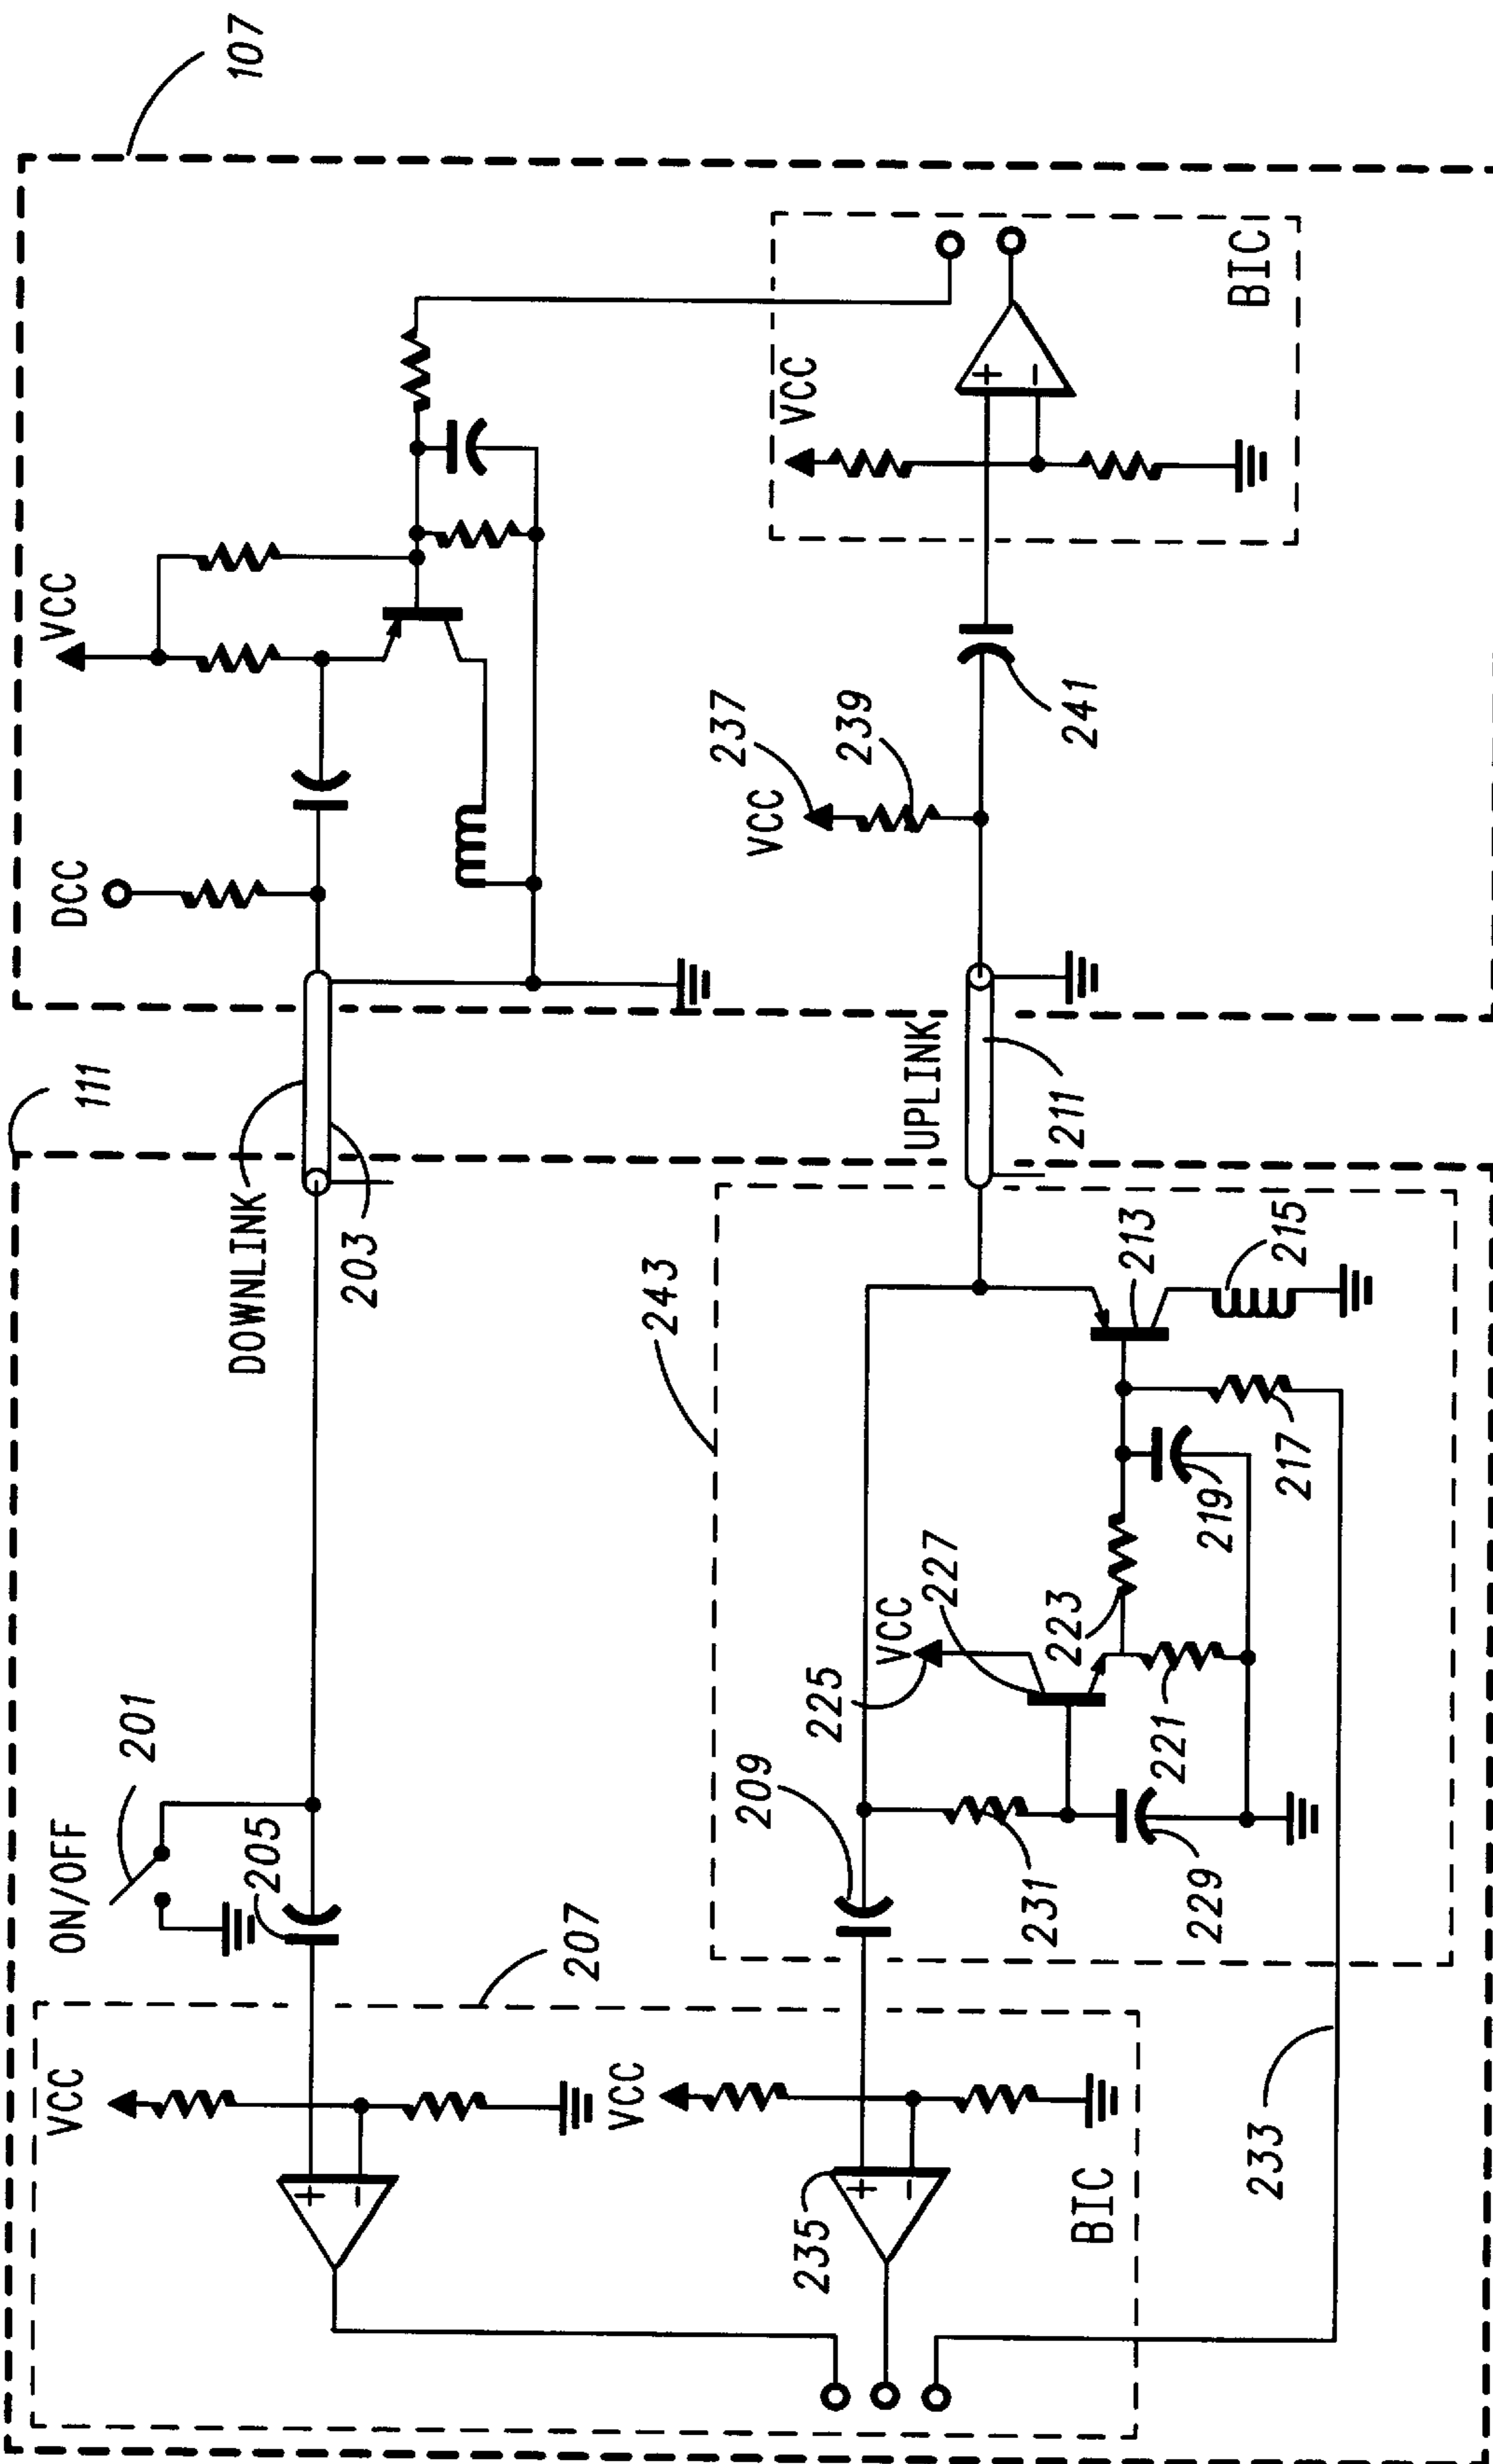 107
111
VCC
DCC
DOWNLINK
203
ON/OFF
201
205
207
VCC
+
-
VCC
237
239
VCC
+
-
BIC
241
UPLINK
211
243
213
215
217
219
VCC
225
227
223
221
209
231
229
VCC
+
-
235
BIC
233